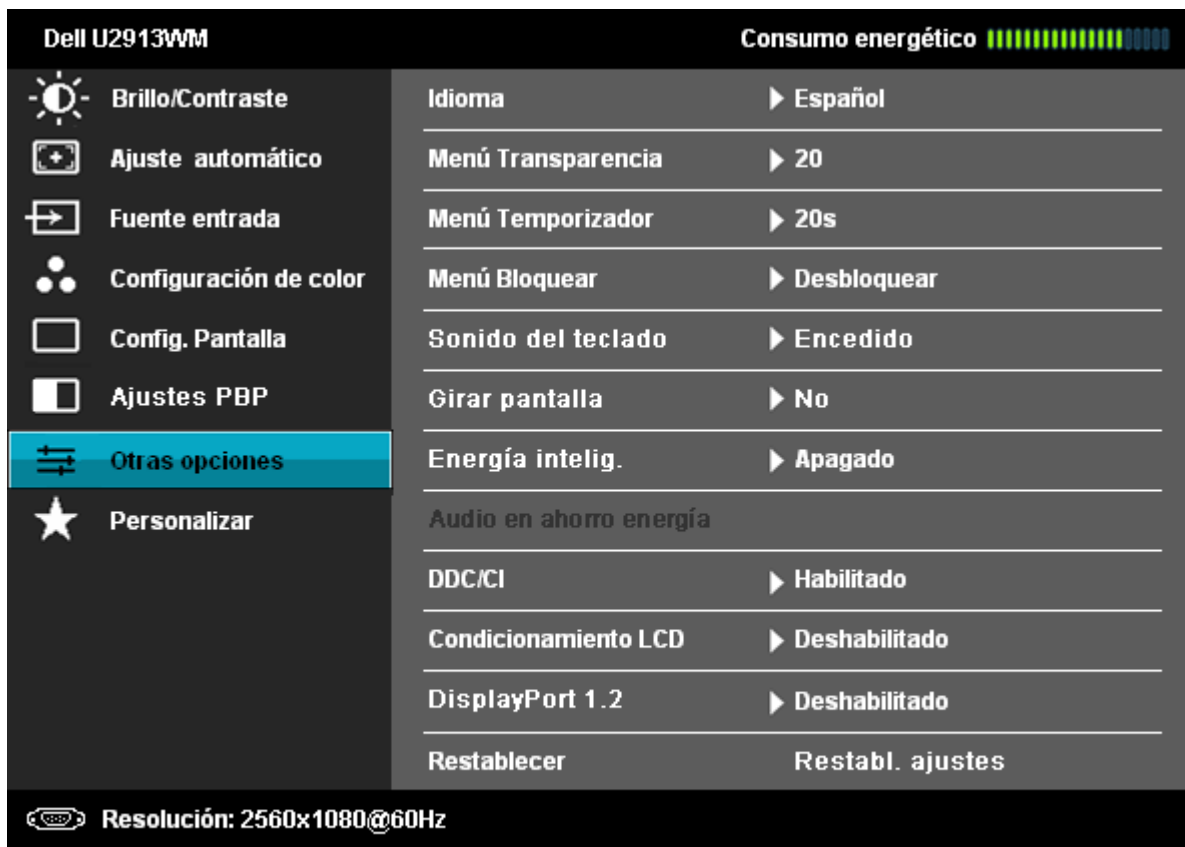 Dell U2913WM Consumo energético
Brillo/Contraste Idioma Español
Ajuste automático Menú Transparencia 20
Fuente entrada Menú Temporizador 20s
Configuración de color Menú Bloquear Desbloquear
Config. Pantalla Sonido del teclado Encedido
Ajustes PBP Girar pantalla No
Otras opciones Energía intelig. Apagado
Personalizar Audio en ahorro energía
DDC/CI Habilitado
Condicionamiento LCD Deshabilitado
DisplayPort 1.2 Deshabilitado
Restablecer Restabl. ajustes
Resolución: 2560x1080@60Hz